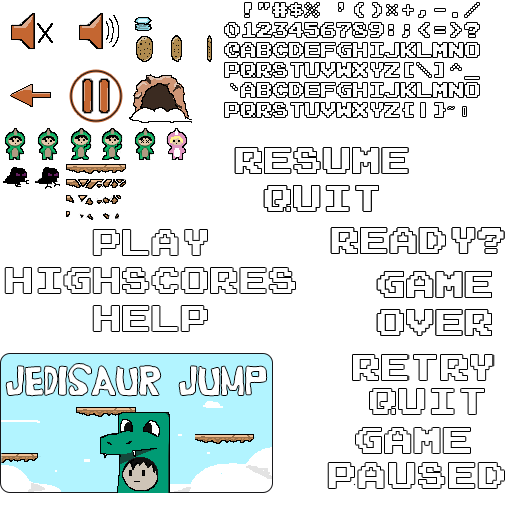 !"#$% '()×+,-./
0123456789:;<=>?
@ABCDEFGHIJKLMNO
PQRSTUVWXYZ[\]^_
`ABCDEFGHIJKLMNO
PQRSTUVWXYZ{|}~
RESUME
QUIT
PLAY
HIGHSCORES
HELP
READY?
GAME
OVER
JEDISAUR JUMP
RETRY
QUIT
GAME
PAUSED